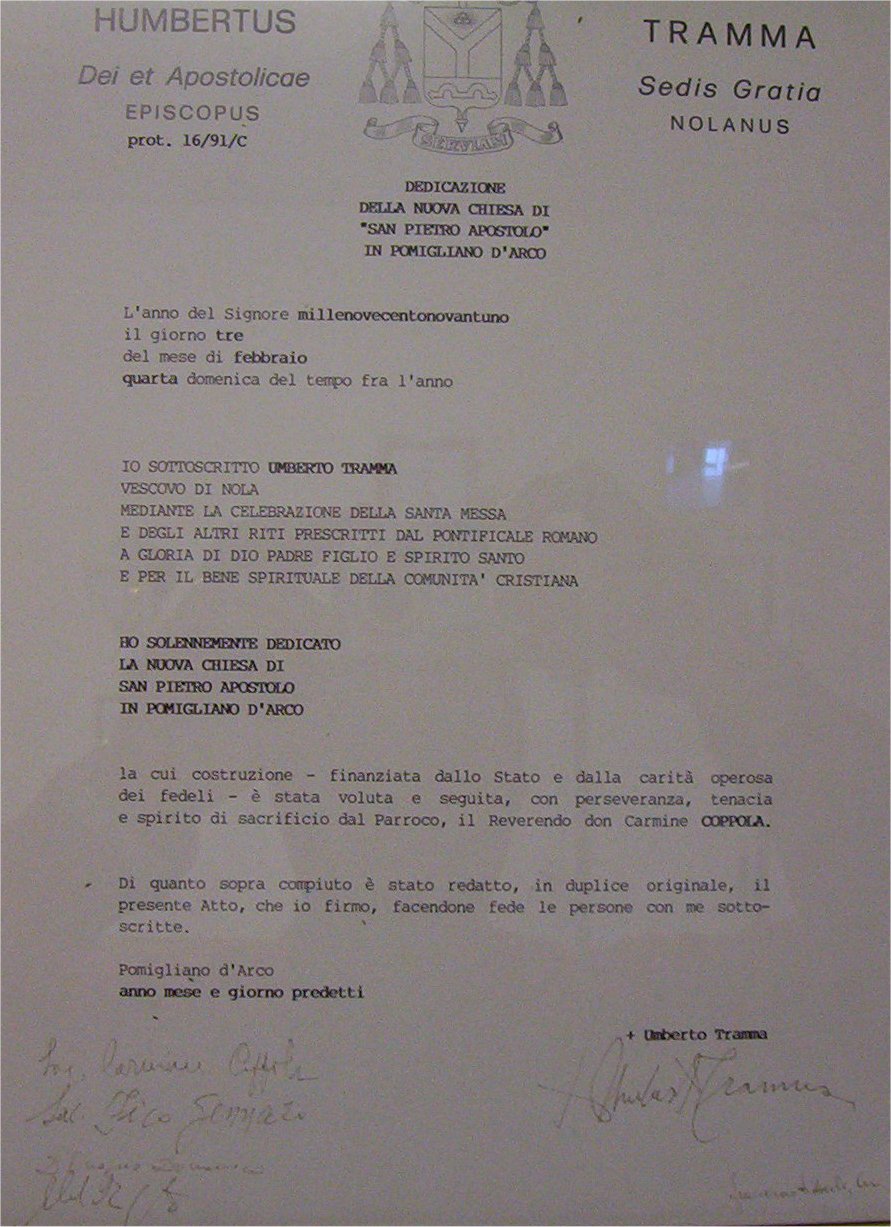 HUMBERTUS
TRAMMA
Dei et Apostolicae
Sedis Gratia
EPISCOPUS
NOLANUS
prot. 16/91/C
SERVIAM
DEDICAZIONE
DELLA NUOVA CHIESA DI
"SAN PIETRO APOSTOLO"
IN POMIGLIANO D'ARCO
L'anno del Signore millenovecentonovantuno
il giorno tre
del mese di febbraio
quarta domenica del tempo fra l'anno
IO SOTTOSCRITTO UMBERTO TRAMMA
VESCOVO DI NOLA
MEDIANTE LA CELEBRAZIONE DELLA SANTA MESSA
E DEGLI ALTRI RITI PRESCRITTI DAL PONTIFICALE ROMANO
A GLORIA DI DIO PADRE FIGLIO E SPIRITO SANTO
E PER IL BENE SPIRITUALE DELLA COMUNITA' CRISTIANA
HO SOLENNEMENTE DEDICATO
LA NUOVA CHIESA DI
SAN PIETRO APOSTOLO
IN POMIGLIANO D'ARCO
la cui costruzione - finanziata dallo Stato e dalla carità operosa
dei fedeli - è stata voluta e seguita, con perseveranza, tenacia
e spirito di sacrificio dal Parroco, il Reverendo don Carmine COPPOLA.
Di quanto sopra compiuto è stato redatto, in duplice originale, il
presente Atto, che io firmo, facendone fede le persone con me sotto-
scritte.
Pomigliano d'Arco
anno mese e giorno predetti
+ Umberto Tramma
Carmine Coppola
Tramma
Sac.